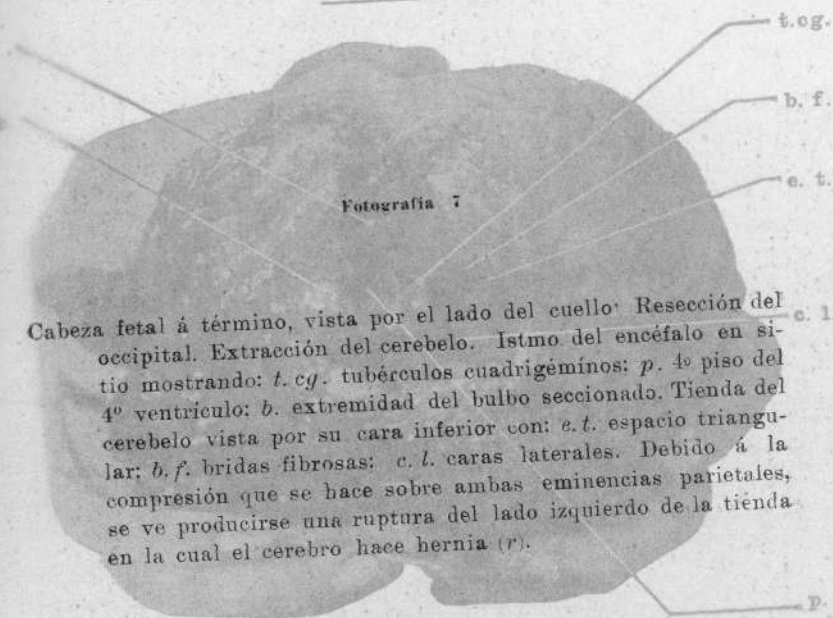 t.cg.
b. f.
Fotografía 7
e. t.
Cabeza fetal á término, vista por el lado del cuello· Resección del
c. l
occipital. Extracción del cerebelo. Istmo del encéfalo en si-
tio mostrando: t. cg. tubérculos cuadrigéminos; p. 4º piso del
4º ventrículo; b. extremidad del bulbo seccionado. Tienda del
cerebelo vista por su cara inferior con: e. t. espacio triangu-
lar; b. f. bridas fibrosas; c. l. caras laterales. Debido á la
compresión que se hace sobre ambas eminencias parietales,
se ve producirse una ruptura del lado izquierdo de la tienda
en la cual el cerebro hace hernia (r).
p.